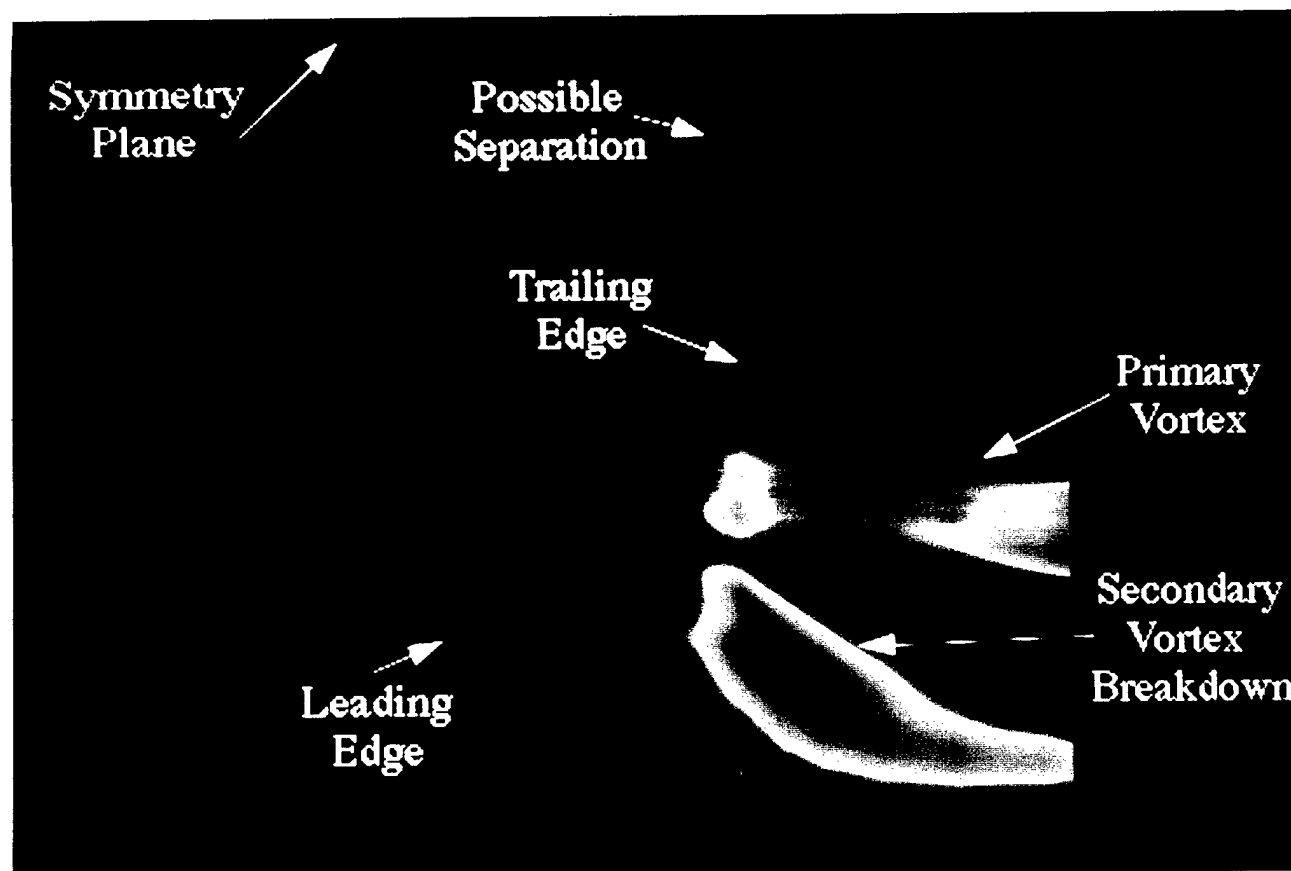 Symmetry
Plane
Possible
Separation
Trailing
Edge
Primary
Vortex
Secondary
Vortex
Breakdown
Leading
Edge